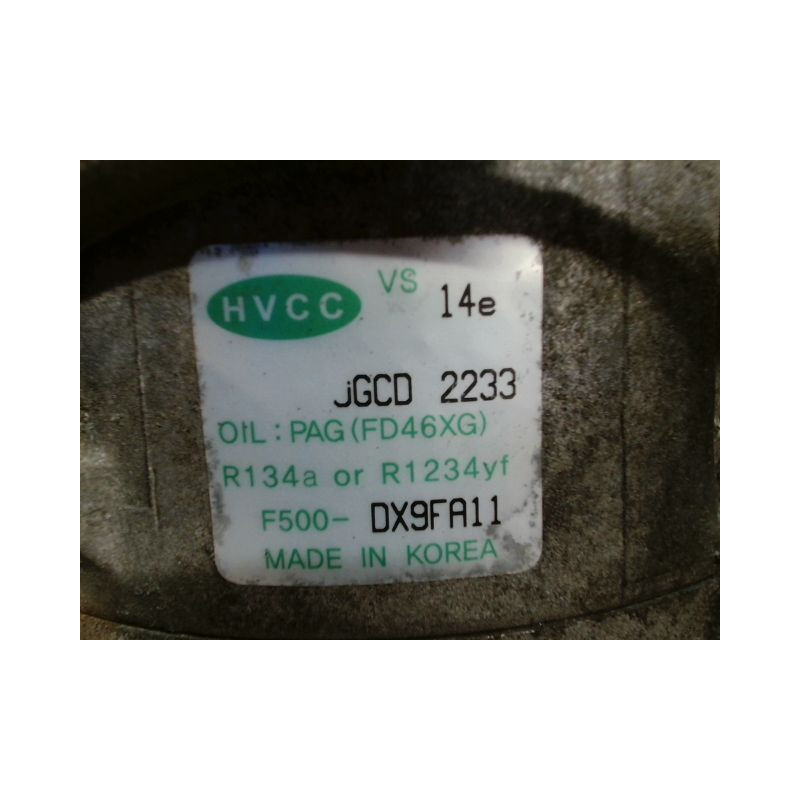 HVCC VS 14e
jGCD 2233
OIL : PAG (FD46XG)
R134a or R1234yf
F500- DX9FA11
MADE IN KOREA